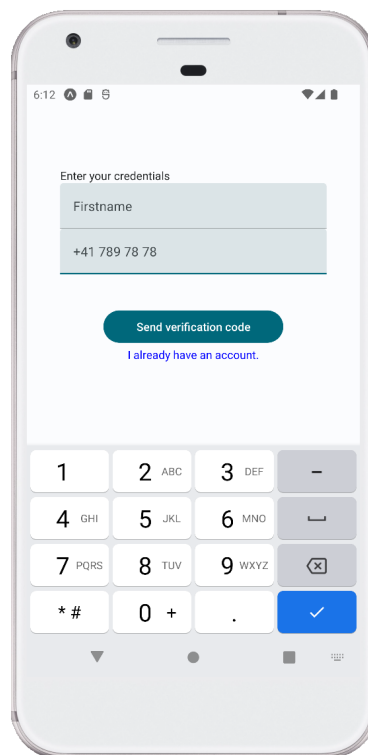 6:12
Enter your credentials
Firstname
+41 789 78 78
Send verification code
I already have an account.
1
2 ABC
3 DEF
–
4 GHI
5 JKL
6 MNO
7 PQRS
8 TUV
9 WXYZ
* #
0 +
.